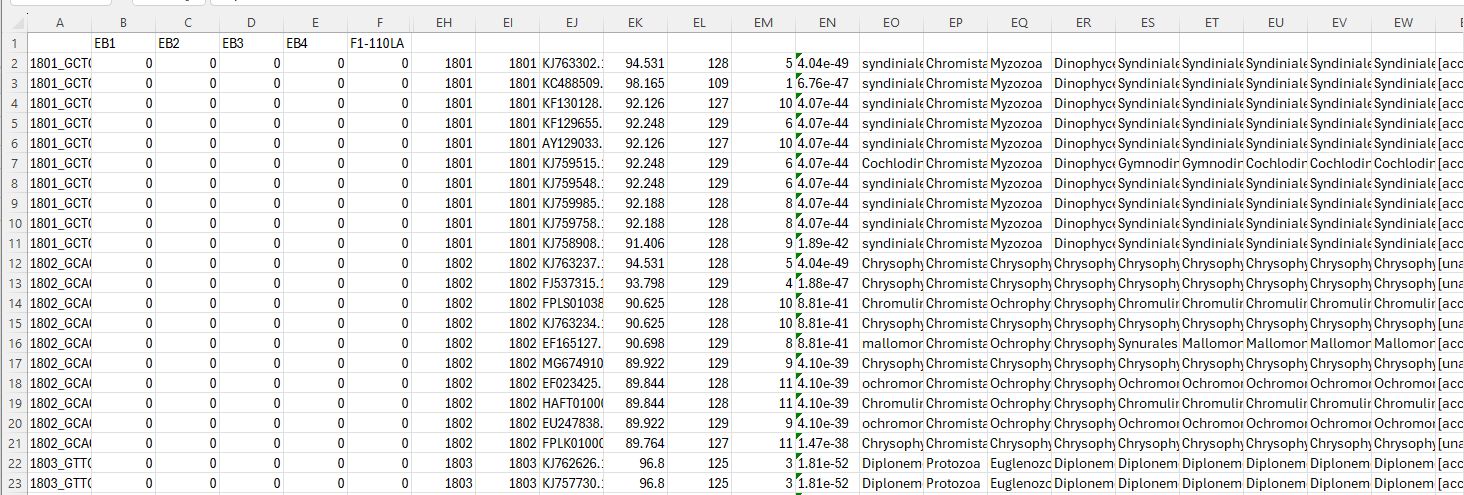 A B C D E F EH EI EJ EK EL EM EN EO EP EQ ER ES ET EU EV EW
1 EB1 EB2 EB3 EB4 F1-110LA
2 1801_GCT 0 0 0 0 0 1801 1801 KJ763302. 94.531 128 5 4.04e-49 syndiniale Chromista Myzozoa Dinophyce Syndiniale Syndiniale Syndiniale Syndiniale Syndiniale [acc
3 1801_GCT 0 0 0 0 0 1801 1801 KC488509. 98.165 109 1 6.76e-47 syndiniale Chromista Myzozoa Dinophyce Syndiniale Syndiniale Syndiniale Syndiniale Syndiniale [acc
4 1801_GCT 0 0 0 0 0 1801 1801 KF130128. 92.126 127 10 4.07e-44 syndiniale Chromista Myzozoa Dinophyce Syndiniale Syndiniale Syndiniale Syndiniale Syndiniale [acc
5 1801_GCT 0 0 0 0 0 1801 1801 KF129655. 92.248 129 6 4.07e-44 syndiniale Chromista Myzozoa Dinophyce Syndiniale Syndiniale Syndiniale Syndiniale Syndiniale [acc
6 1801_GCT 0 0 0 0 0 1801 1801 AY129033. 92.126 127 10 4.07e-44 syndiniale Chromista Myzozoa Dinophyce Syndiniale Syndiniale Syndiniale Syndiniale Syndiniale [acc
7 1801_GCT 0 0 0 0 0 1801 1801 KJ759515. 92.248 129 6 4.07e-44 Cochlodir Chromista Myzozoa Dinophyce Gymnodin Gymnodin Cochlodir Cochlodir Cochlodir [acc
8 1801_GCT 0 0 0 0 0 1801 1801 KJ759548. 92.248 129 6 4.07e-44 syndiniale Chromista Myzozoa Dinophyce Syndiniale Syndiniale Syndiniale Syndiniale Syndiniale [acc
9 1801_GCT 0 0 0 0 0 1801 1801 KJ759985. 92.188 128 8 4.07e-44 syndiniale Chromista Myzozoa Dinophyce Syndiniale Syndiniale Syndiniale Syndiniale Syndiniale [acc
10 1801_GCT 0 0 0 0 0 1801 1801 KJ759758. 92.188 128 8 4.07e-44 syndiniale Chromista Myzozoa Dinophyce Syndiniale Syndiniale Syndiniale Syndiniale Syndiniale [acc
11 1801_GCT 0 0 0 0 0 1801 1801 KJ758908. 91.406 128 9 1.89e-42 syndiniale Chromista Myzozoa Dinophyce Syndiniale Syndiniale Syndiniale Syndiniale Syndiniale [acc
12 1802_GCA 0 0 0 0 0 1802 1802 KJ763237. 94.531 128 5 4.04e-49 Chrysophy Chromista Chrysophy Chrysophy Chrysophy Chrysophy Chrysophy Chrysophy Chrysophy [una
13 1802_GCA 0 0 0 0 0 1802 1802 FJ537315. 93.798 129 4 1.88e-47 Chrysophy Chromista Chrysophy Chrysophy Chrysophy Chrysophy Chrysophy Chrysophy Chrysophy [una
14 1802_GCA 0 0 0 0 0 1802 1802 FPLS01038 90.625 128 10 8.81e-41 Chromulir Chromista Ochrophy Chrysophy Chromulir Chromulir Chromulir Chromulir Chromulir [acc
15 1802_GCA 0 0 0 0 0 1802 1802 KJ763234. 90.625 128 10 8.81e-41 Chrysophy Chromista Chrysophy Chrysophy Chrysophy Chrysophy Chrysophy Chrysophy Chrysophy [una
16 1802_GCA 0 0 0 0 0 1802 1802 EF165127. 90.698 129 8 8.81e-41 mallomor Chromista Ochrophy Chrysophy Synurales Mallomor Mallomor Mallomor Mallomor [acc
17 1802_GCA 0 0 0 0 0 1802 1802 MG674910 89.922 129 9 4.10e-39 Chrysophy Chromista Chrysophy Chrysophy Chrysophy Chrysophy Chrysophy Chrysophy Chrysophy [una
18 1802_GCA 0 0 0 0 0 1802 1802 EF023425. 89.844 128 11 4.10e-39 ochromor Chromista Ochrophy Chrysophy Ochromor Ochromor Ochromor Ochromor Ochromor [acc
19 1802_GCA 0 0 0 0 0 1802 1802 HAFT0100 89.844 128 11 4.10e-39 Chromulir Chromista Ochrophy Chrysophy Chromulir Chromulir Chromulir Chromulir Chromulir [acc
20 1802_GCA 0 0 0 0 0 1802 1802 EU247838. 89.922 129 9 4.10e-39 ochromor Chromista Ochrophy Chrysophy Ochromor Ochromor Ochromor Ochromor Ochromor [acc
21 1802_GCA 0 0 0 0 0 1802 1802 FPLK01000 89.764 127 11 1.47e-38 Chrysophy Chromista Chrysophy Chrysophy Chrysophy Chrysophy Chrysophy Chrysophy Chrysophy [una
22 1803_GTT 0 0 0 0 0 1803 1803 KJ762626. 96.8 125 3 1.81e-52 Diplonem Protozoa Euglenozo Diplonem Diplonem Diplonem Diplonem Diplonem Diplonem [acc
23 1803_GTT 0 0 0 0 0 1803 1803 KJ757730. 96.8 125 3 1.81e-52 Diplonem Protozoa Euglenozo Diplonem Diplonem Diplonem Diplonem Diplonem Diplonem [acc